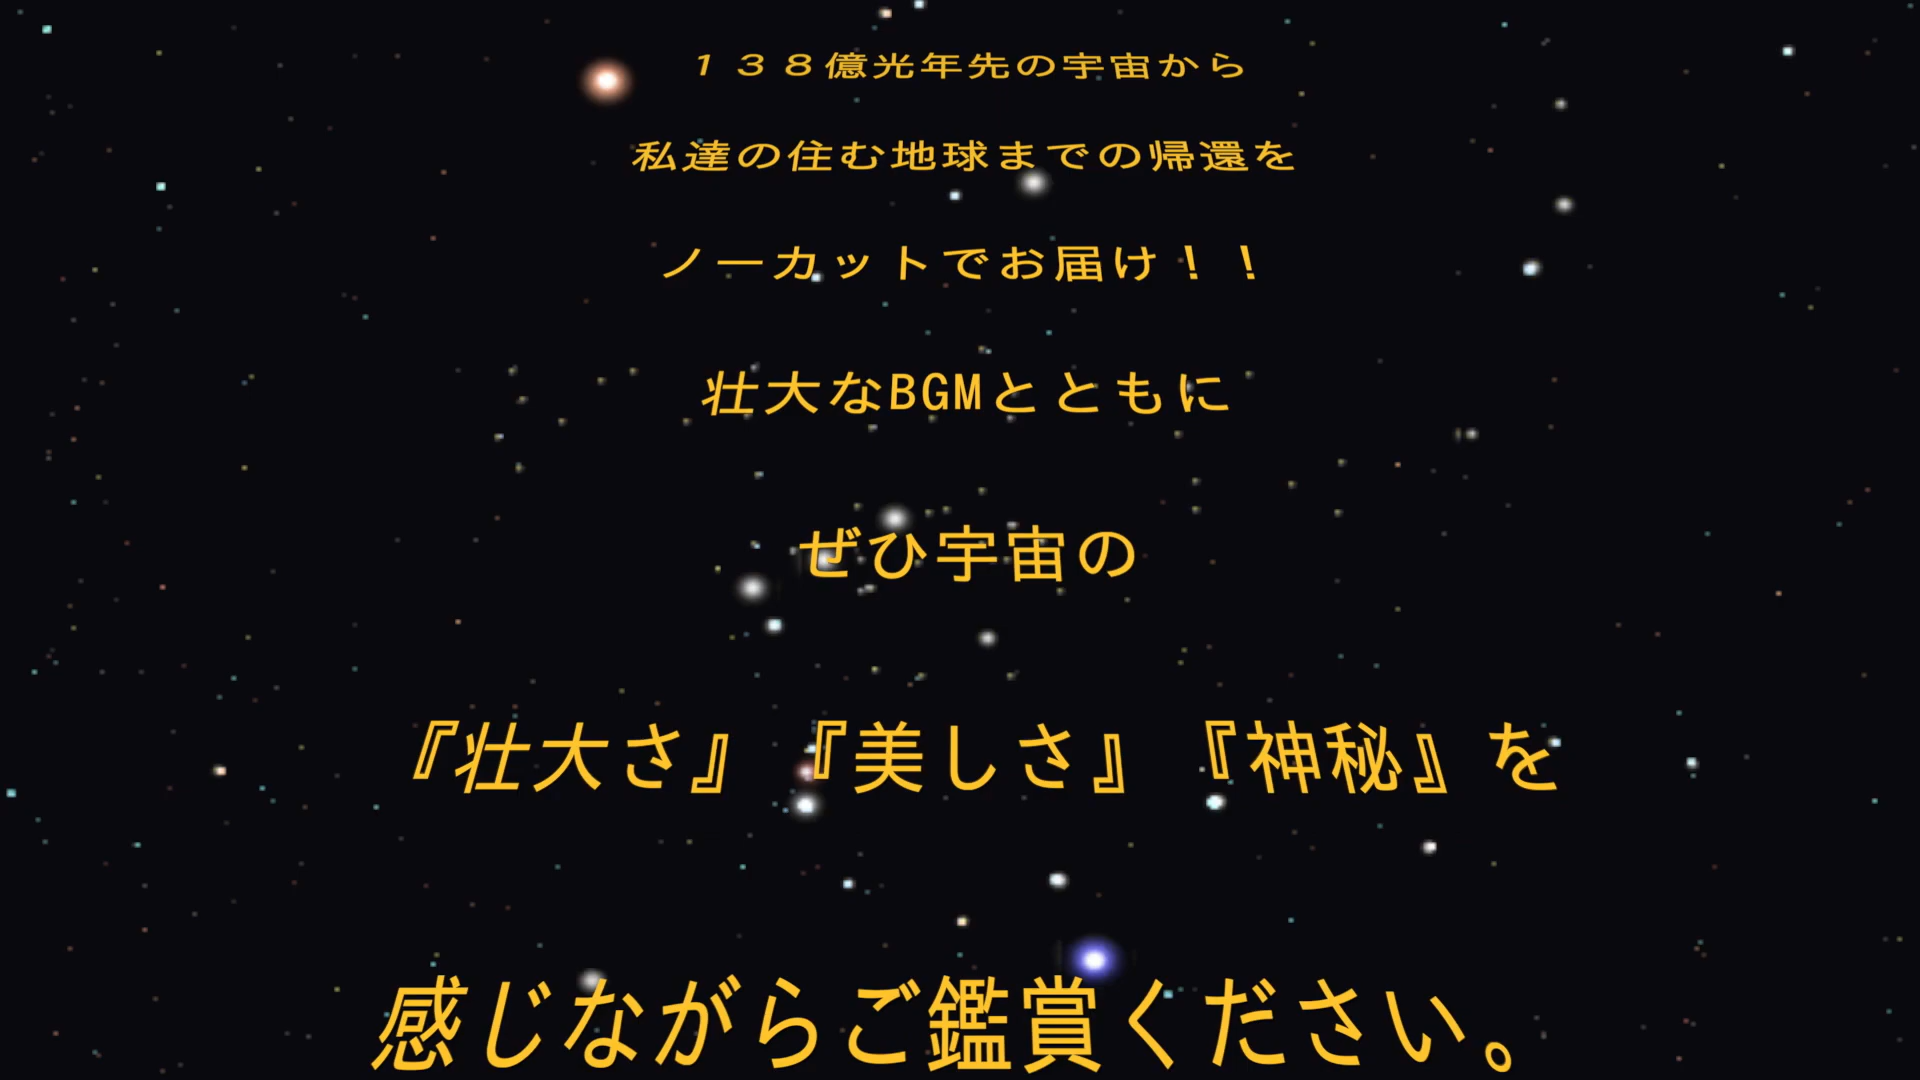 １３８億光年先の宇宙から
私達の住む地球までの帰還を
ノーカットでお届け！！
壮大なBGMとともに
ぜひ宇宙の
『壮大さ』『美しさ』『神秘』を
感じながらご鑑賞ください。